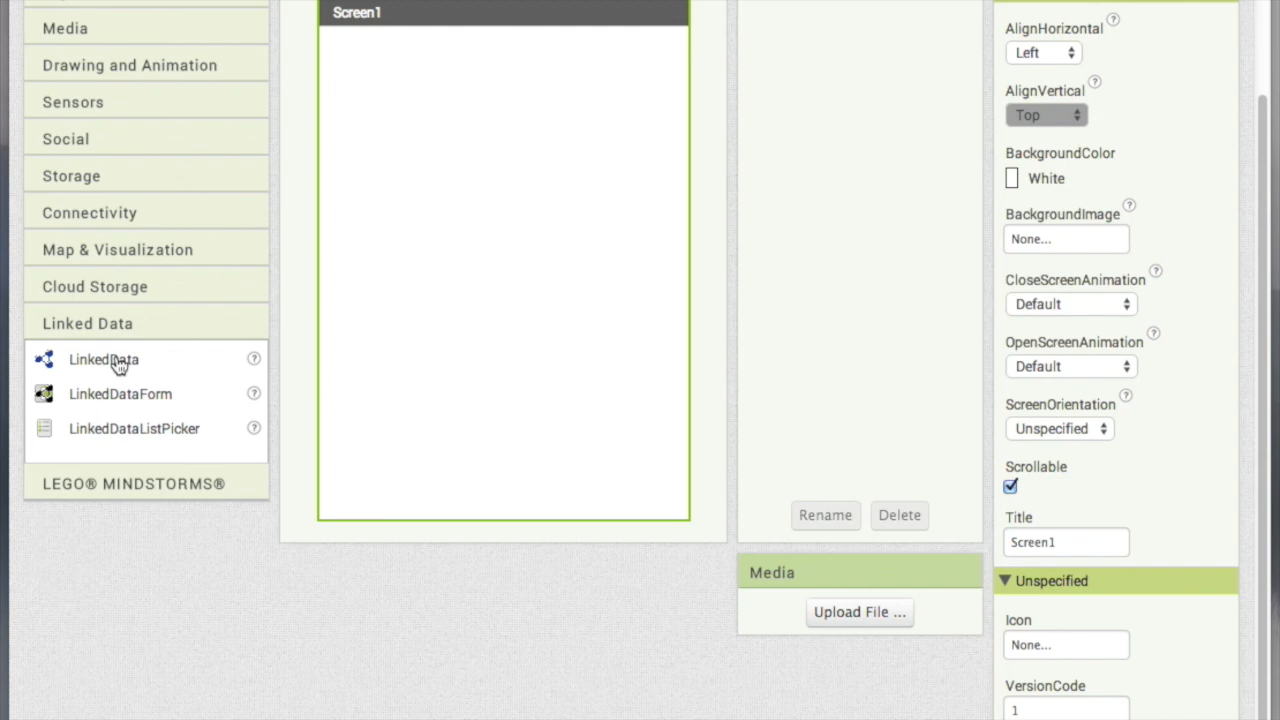 Media
Drawing and Animation
Sensors
Social
Storage
Connectivity
Map & Visualization
Cloud Storage
Linked Data
LinkedData
?
LinkedDataForm
?
LinkedDataListPicker
?
LEGO® MINDSTORMS®
Screen1
Rename
Delete
Media
Upload File ...
AlignHorizontal
?
Left
AlignVertical
?
Top
BackgroundColor
White
BackgroundImage
?
None...
CloseScreenAnimation
?
Default
OpenScreenAnimation
?
Default
ScreenOrientation
?
Unspecified
Scrollable
Title
Screen1
Unspecified
Icon
None...
VersionCode
1